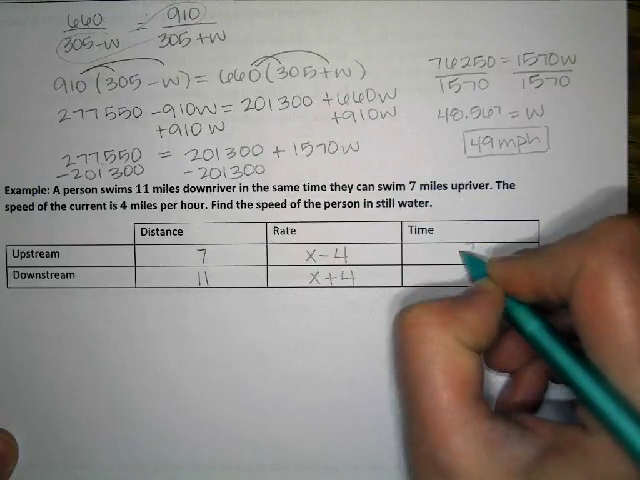 660 = 910
305-w 305+w
910(305-w) = 660(305+w)
277550 - 910w = 201300 + 660w
+910w +910w
277550 = 201300 + 1570w
-201300 -201300
76250 = 1570w
1570 1570
48.567 = w
49mph
Example: A person swims 11 miles downriver in the same time they can swim 7 miles upriver. The
speed of the current is 4 miles per hour. Find the speed of the person in still water.
Distance Rate Time
Upstream 7 x-4
Downstream 11 x+4